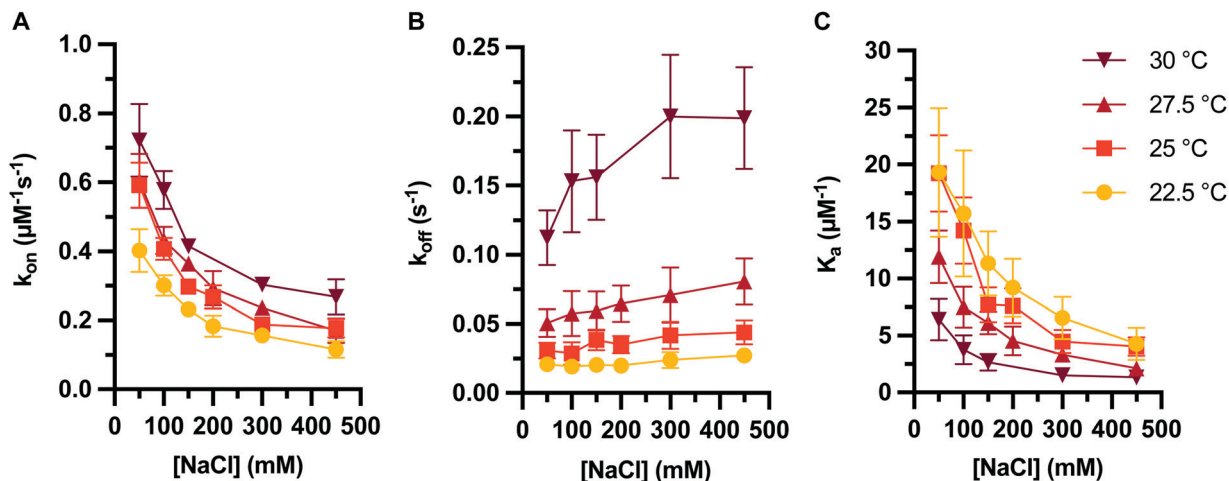 A
kon (µM⁻¹s⁻¹)
1.0
0.8
0.6
0.4
0.2
0.0
0 100 200 300 400 500
[NaCl] (mM)
B
koff (s⁻¹)
0.25
0.20
0.15
0.10
0.05
0.00
0 100 200 300 400 500
[NaCl] (mM)
C
Ka (µM⁻¹)
30
25
20
15
10
5
0
0 100 200 300 400 500
[NaCl] (mM)
30 °C
27.5 °C
25 °C
22.5 °C